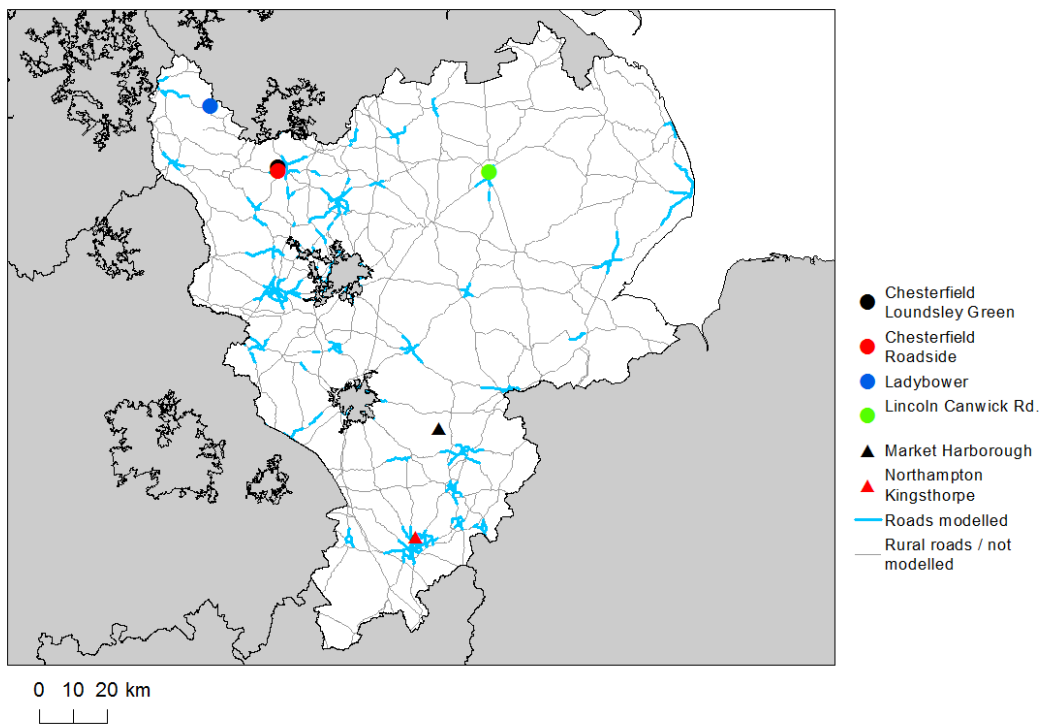 Chesterfield
Loundsley Green
Chesterfield
Roadside
Ladybower
Lincoln Canwick Rd.
Market Harborough
Northampton
Kingsthorpe
Roads modelled
Rural roads / not
modelled
0 10 20 km